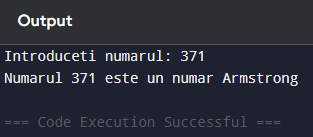 Output
Introduceti numarul: 371
Numarul 371 este un numar Armstrong
=== Code Execution Successful ===